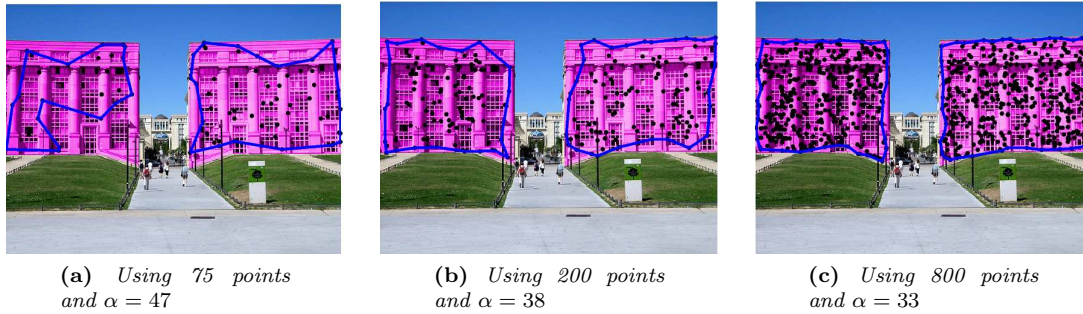 (a) Using 75 points
and α = 47
(b) Using 200 points
and α = 38
(c) Using 800 points
and α = 33